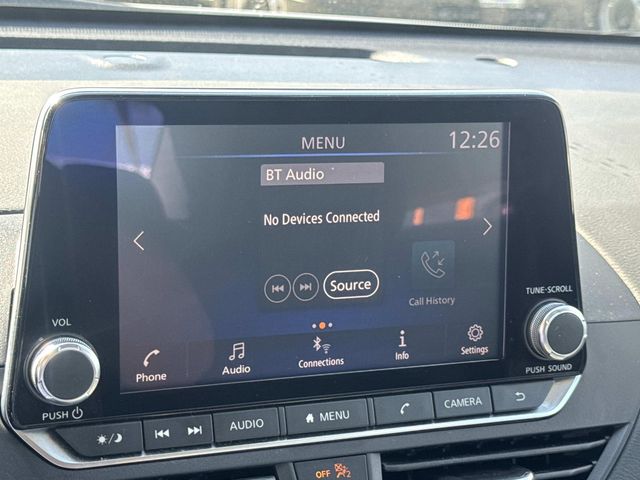 MENU
12:26
BT Audio
No Devices Connected
Source
Call History
Phone
Audio
Connections
Info
Settings
VOL
PUSH
TUNE·SCROLL
PUSH SOUND
AUDIO
MENU
CAMERA
OFF
2